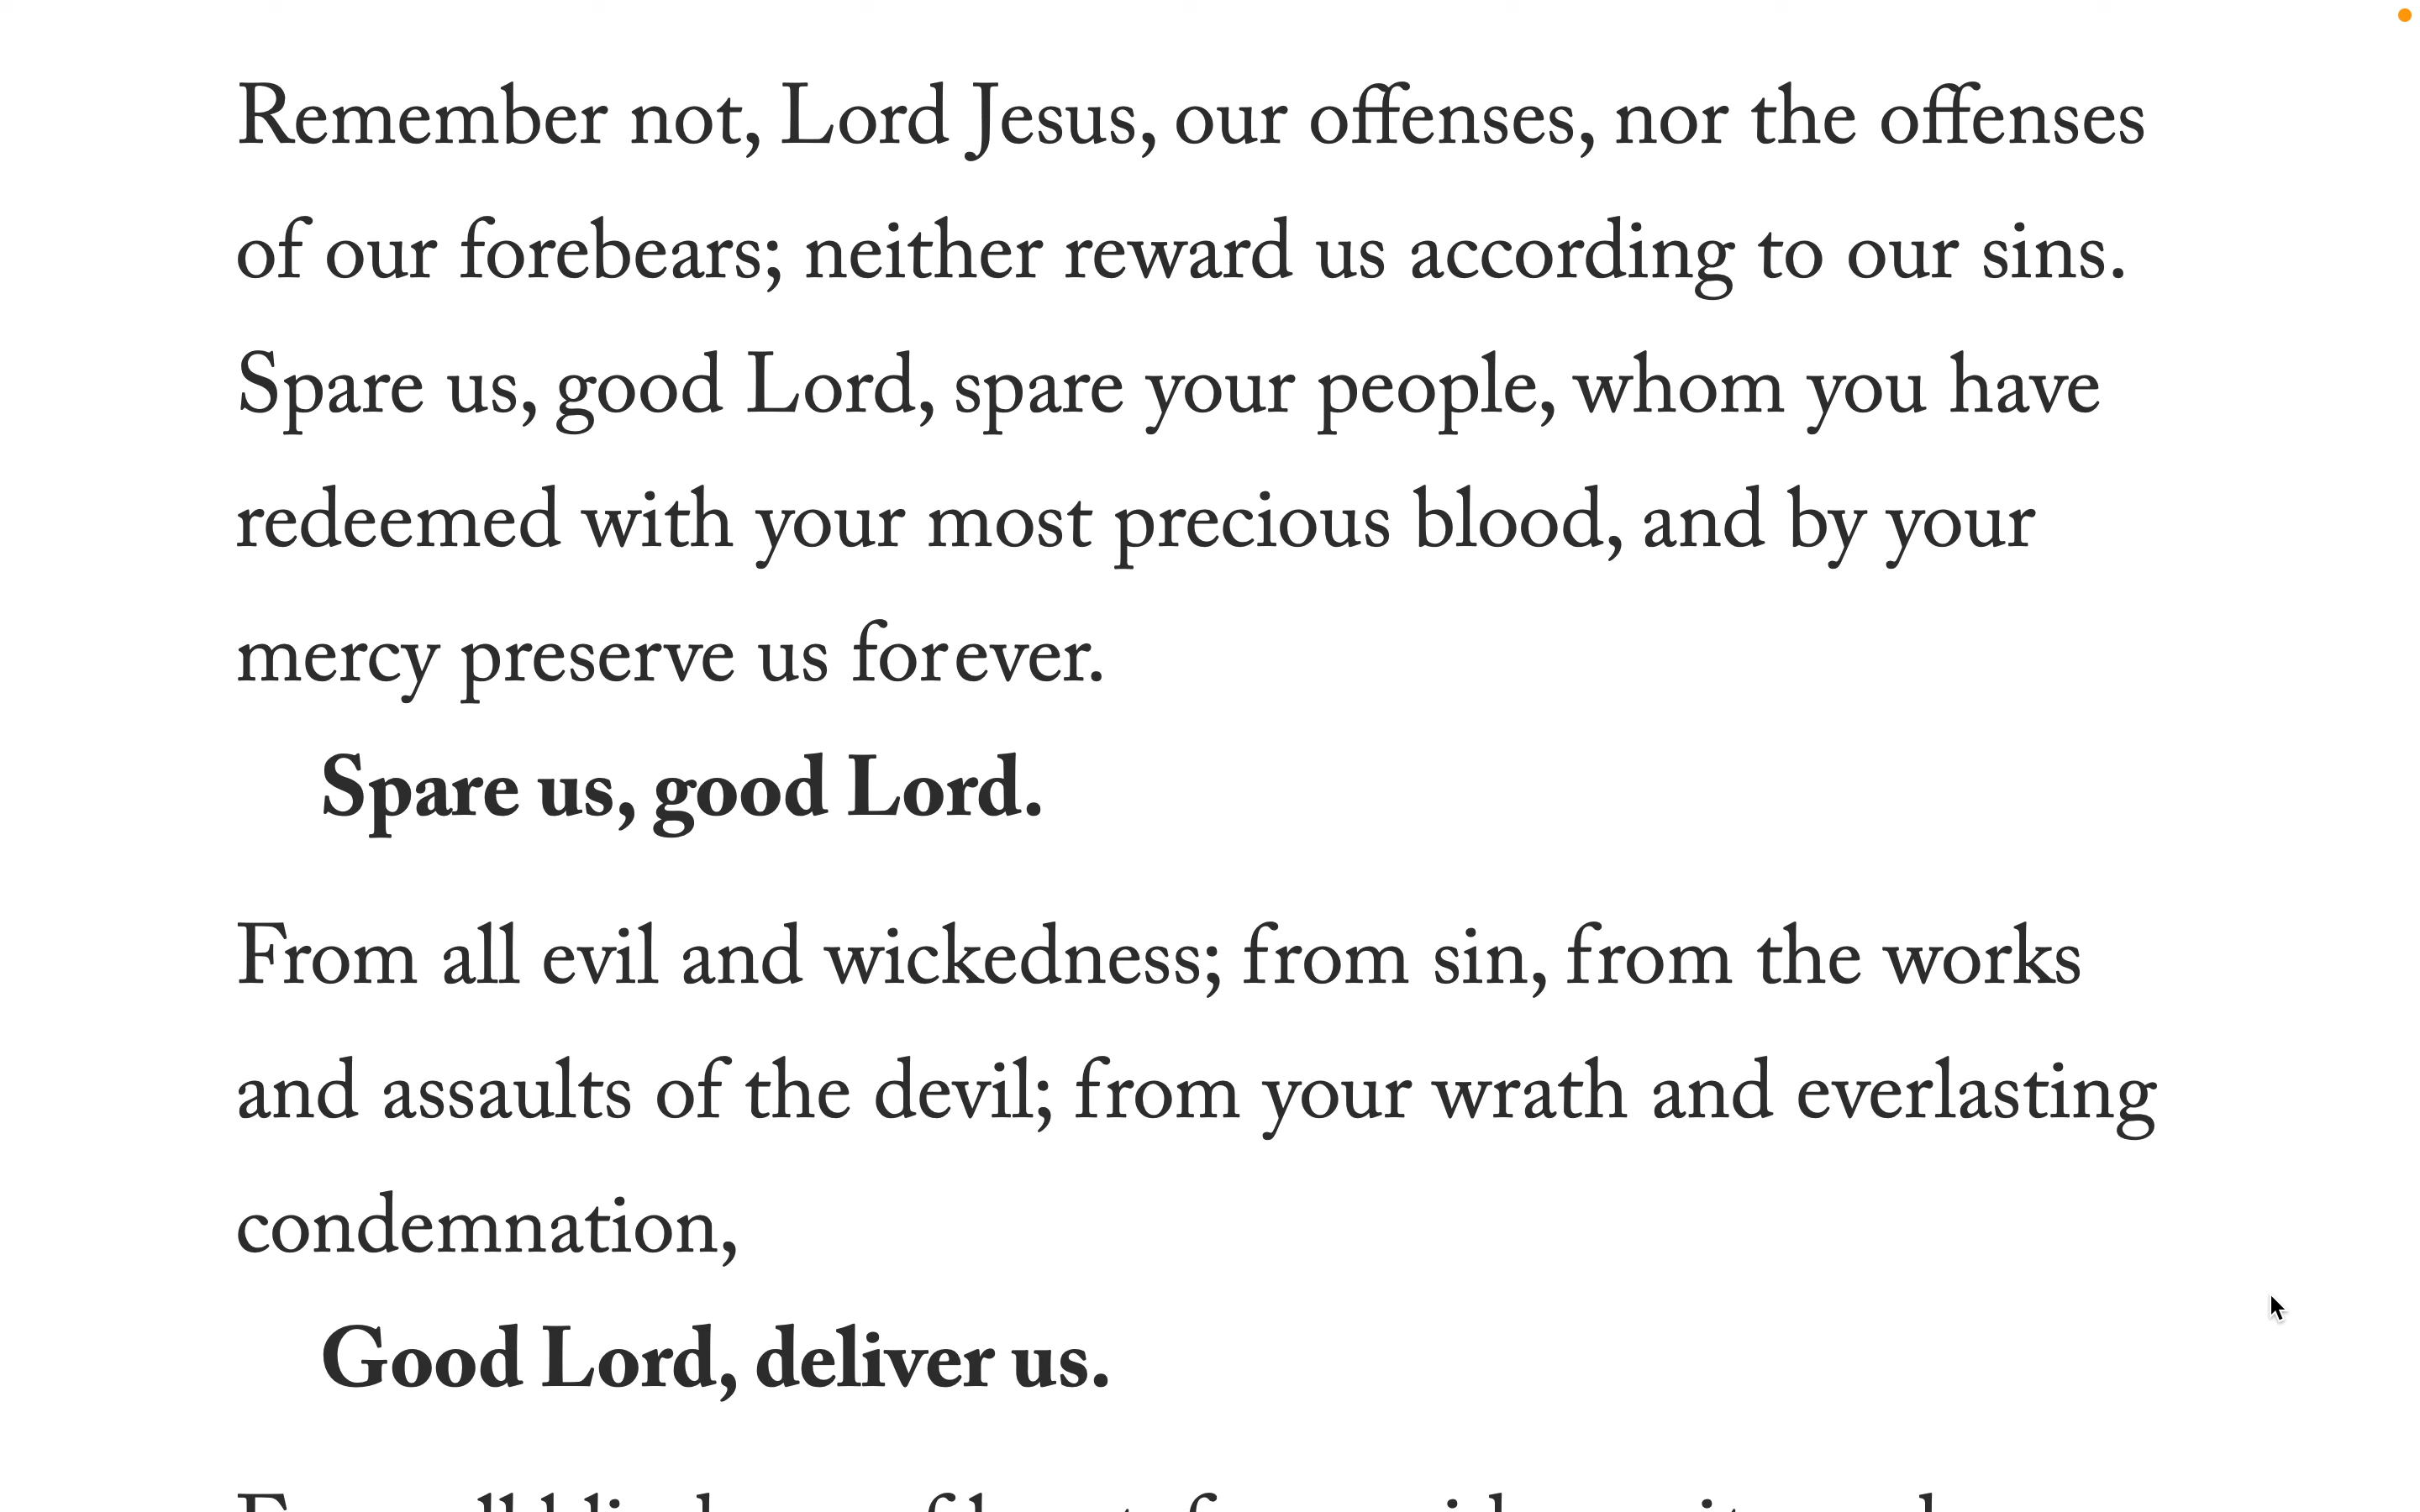 Remember not, Lord Jesus, our offenses, nor the offenses
of our forebears; neither reward us according to our sins.
Spare us, good Lord, spare your people, whom you have
redeemed with your most precious blood, and by your
mercy preserve us forever.
Spare us, good Lord.
From all evil and wickedness; from sin, from the works
and assaults of the devil; from your wrath and everlasting
condemnation,
Good Lord, deliver us.